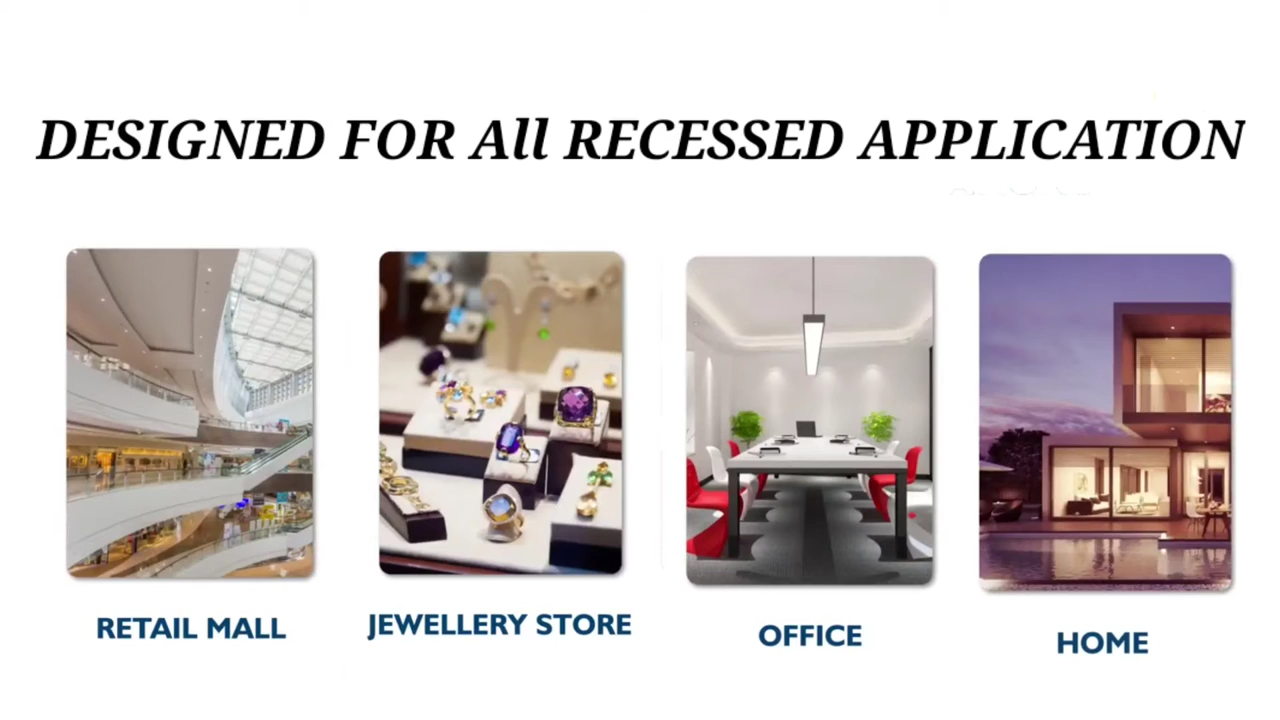 DESIGNED FOR All RECESSED APPLICATION
RETAIL MALL
JEWELLERY STORE
OFFICE
HOME